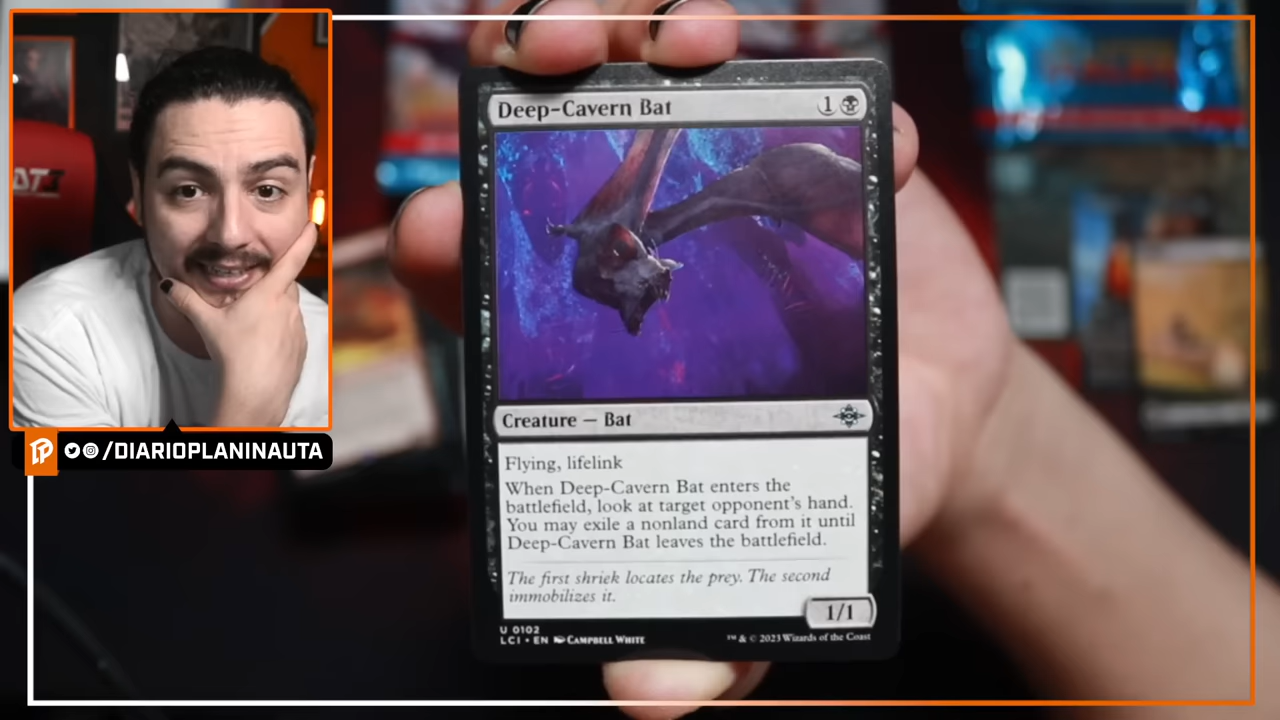 /DIARIOPLANINAUTA
Deep-Cavern Bat
1
Creature — Bat
Flying, lifelink
When Deep-Cavern Bat enters the
battlefield, look at target opponent's hand.
You may exile a nonland card from it until
Deep-Cavern Bat leaves the battlefield.
The first shriek locates the prey. The second
immobilizes it.
1/1
U 0102
LCI • EN CAMPBELL WHITE
™ & © 2023 Wizards of the Coast